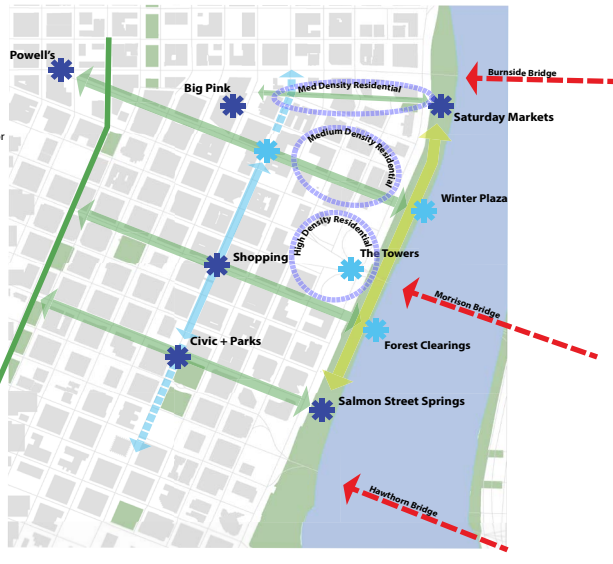 Powell's
Burnside Bridge
Big Pink
Med Density Residential
Saturday Markets
er
Medium Density Residential
Winter Plaza
High Density Residential
Shopping
The Towers
Morrison Bridge
Civic + Parks
Forest Clearings
Salmon Street Springs
Hawthorn Bridge